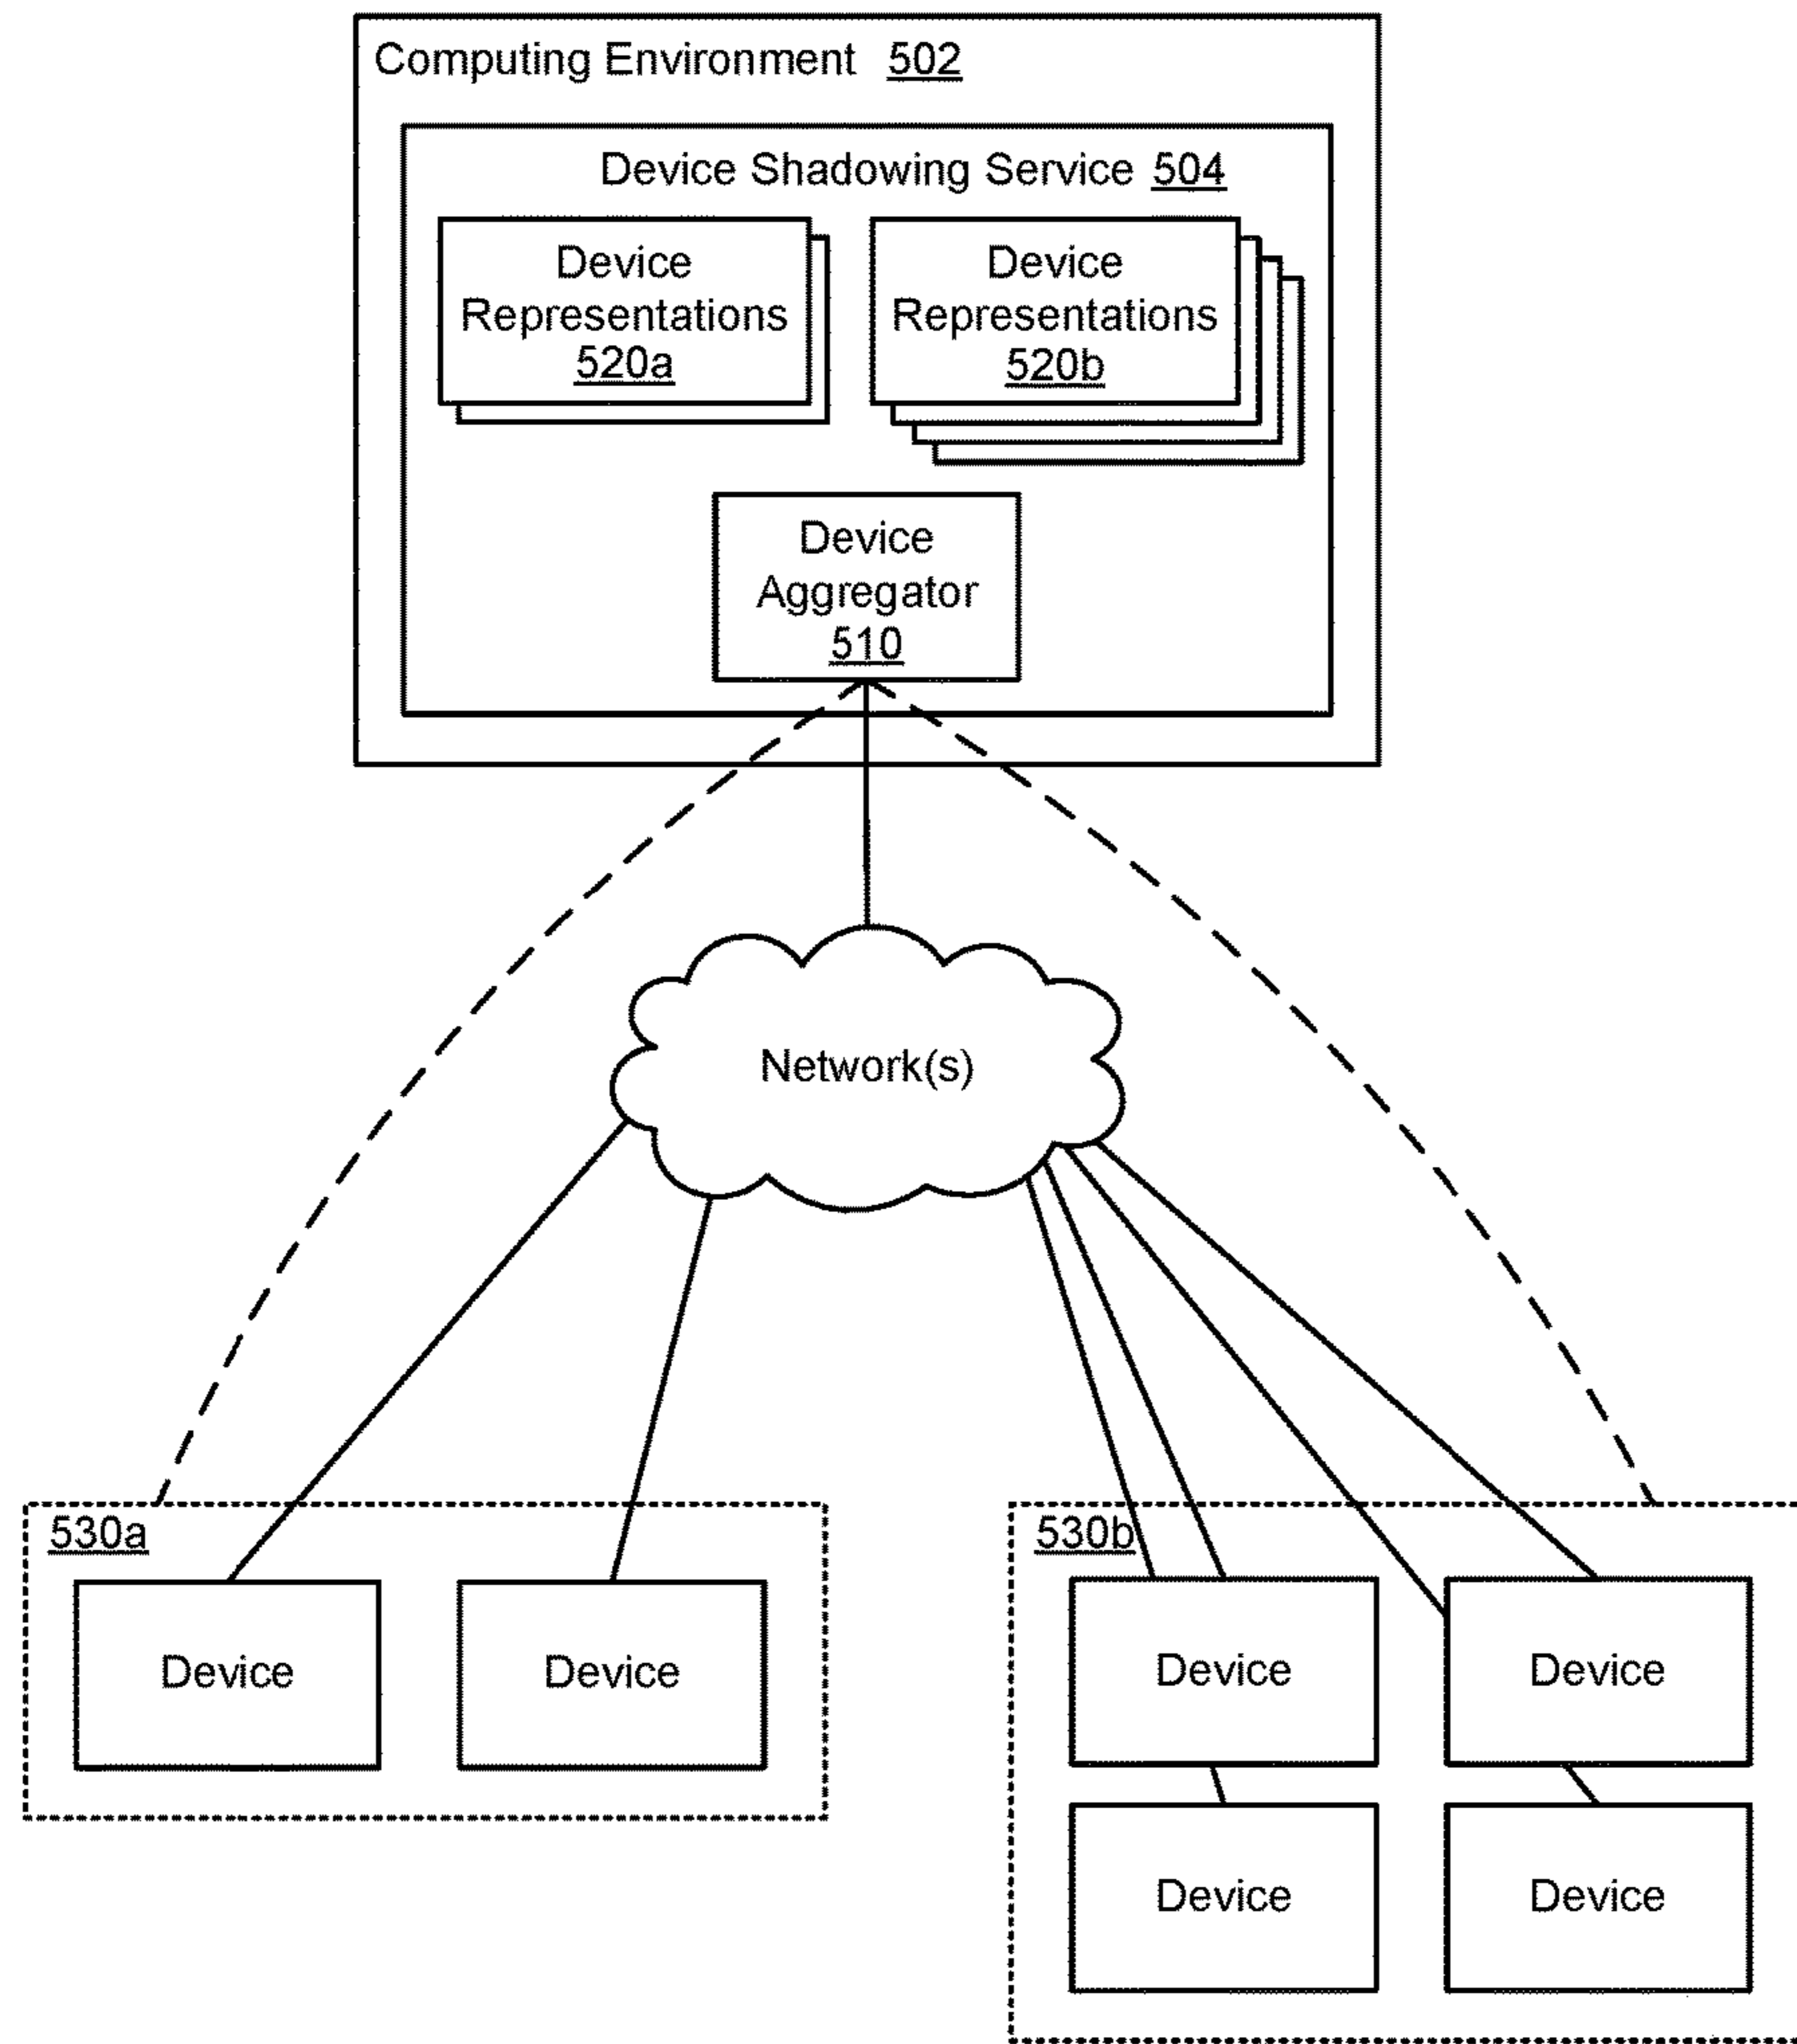 Computing Environment 502
Device Shadowing Service 504
Device
Representations
520a
Device
Representations
520b
Device
Aggregator
510
Network(s)
530a
Device
Device
530b
Device
Device
Device
Device